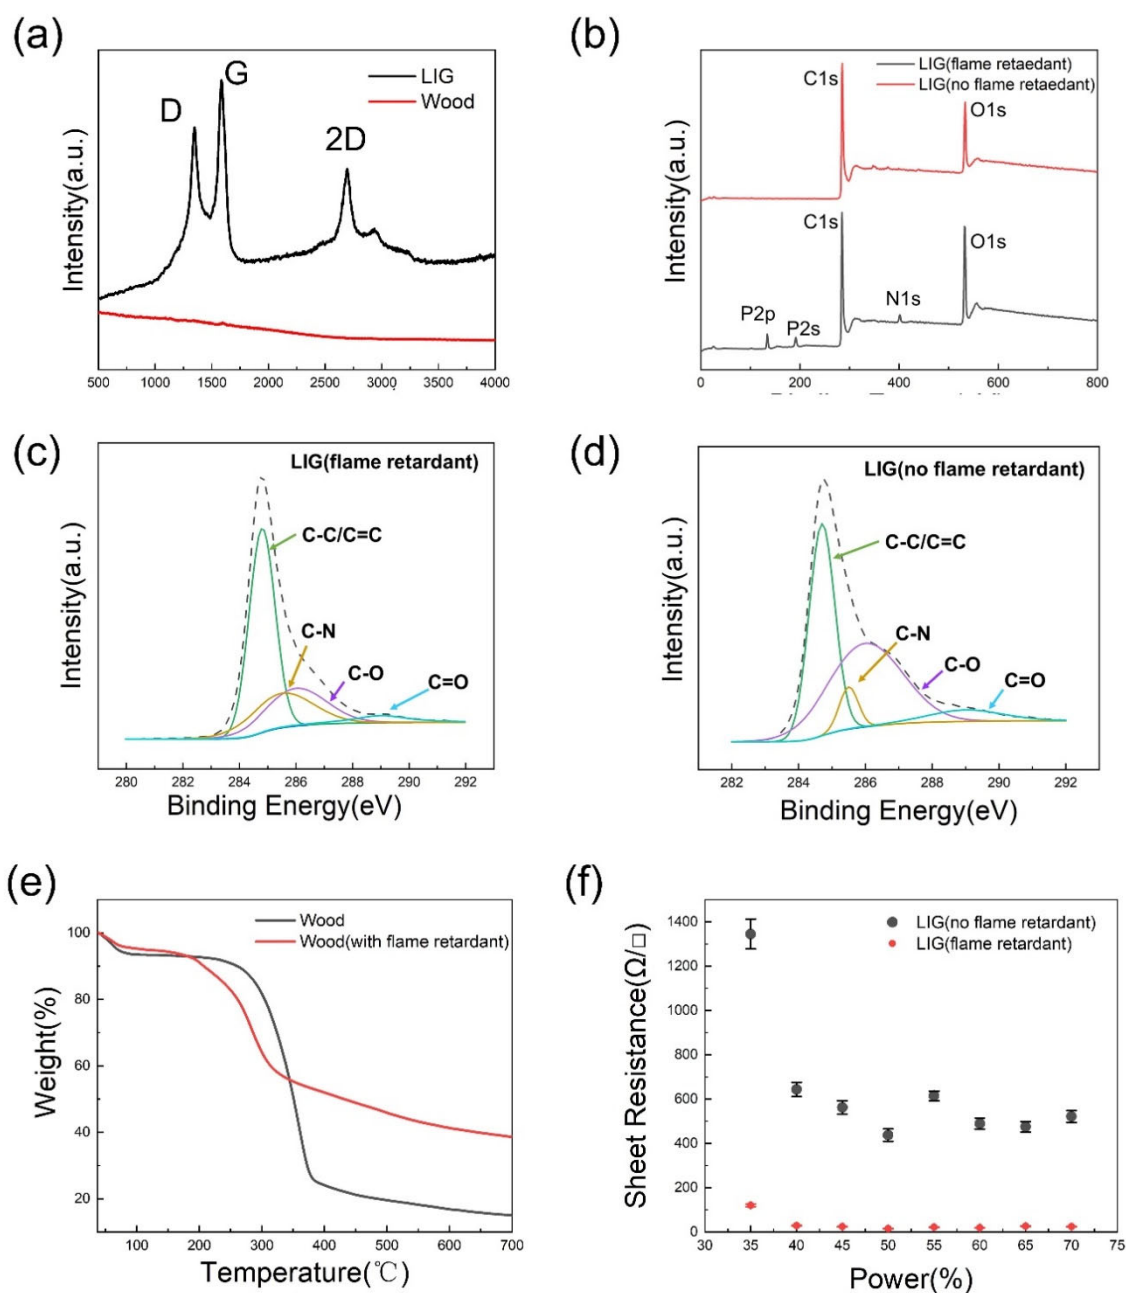 (a)
LIG
Wood
D
G
2D
Intensity(a.u.)
500 1000 1500 2000 2500 3000 3500 4000
(b)
LIG(flame retaedant)
LIG(no flame retaedant)
C1s
O1s
C1s
O1s
P2p
P2s
N1s
Intensity(a.u.)
0 200 400 600 800
(c)
LIG(flame retardant)
C-C/C=C
C-N
C-O
C=O
Intensity(a.u.)
280 282 284 286 288 290 292
Binding Energy(eV)
(d)
LIG(no flame retardant)
C-C/C=C
C-N
C-O
C=O
Intensity(a.u.)
282 284 286 288 290 292
Binding Energy(eV)
(e)
Wood
Wood(with flame retardant)
Weight(%)
100
80
60
40
20
100 200 300 400 500 600 700
Temperature(℃)
(f)
LIG(no flame retardant)
LIG(flame retardant)
Sheet Resistance(Ω/□)
1400
1200
1000
800
600
400
200
0
30 35 40 45 50 55 60 65 70 75
Power(%)